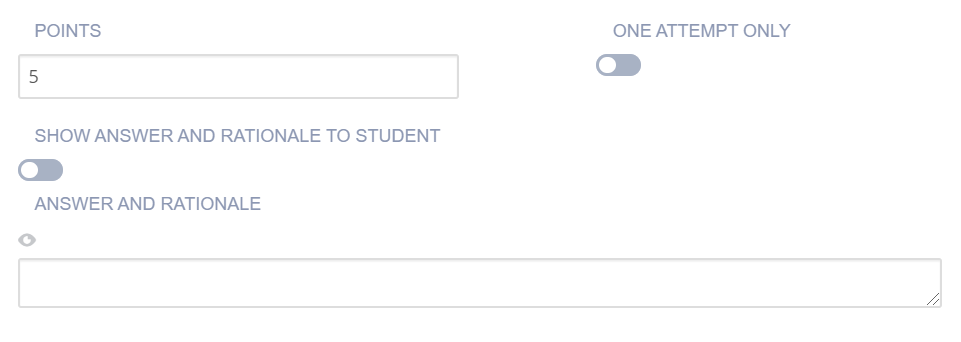 POINTS
ONE ATTEMPT ONLY
5
SHOW ANSWER AND RATIONALE TO STUDENT
ANSWER AND RATIONALE